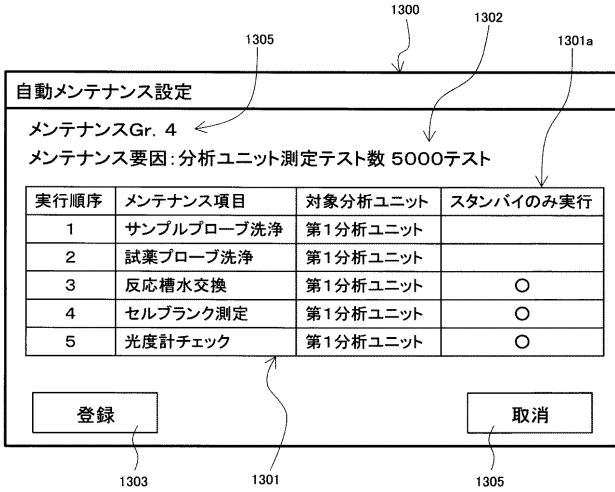 1300
1302
1305
1301a
自動メンテナンス設定
メンテナンスGr. 4
メンテナンス要因:分析ユニット測定テスト数 5000テスト
実行順序 メンテナンス項目 対象分析ユニット スタンバイのみ実行
1 サンプルプローブ洗浄 第1分析ユニット
2 試薬プローブ洗浄 第1分析ユニット
3 反応槽水交換 第1分析ユニット ○
4 セルブランク測定 第1分析ユニット ○
5 光度計チェック 第1分析ユニット ○
登録 取消
1303 1301 1305